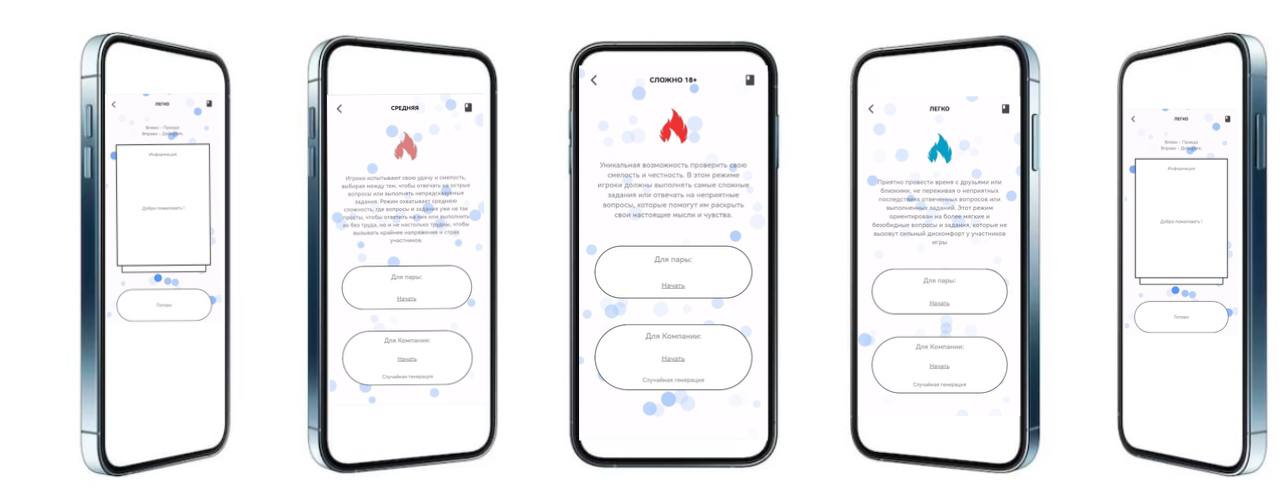 ЛЕГКО
Влево - Правда
Вправо - Действие
Информация
Добро пожаловать !
Готово
СРЕДНЯЯ
Игроки испытывают свою удачу и смелость,
выбирая между тем, чтобы отвечать на острые
вопросы или выполнять непредсказуемые
задания. Режим охватывает среднюю
сложность, где вопросы и задания уже не так
просты, чтобы ответить на них или выполнить
их без труда, но и не настолько трудны, чтобы
вызывать крайнее напряжение и страх
участников.
Для пары:
Начать
Для Компании:
Начать
Случайная генерация
СЛОЖНО 18+
Уникальная возможность проверить свою
смелость и честность. В этом режиме
игроки должны выполнять самые сложные
задания или отвечать на неприятные
вопросы, которые помогут им раскрыть
свои настоящие мысли и чувства.
Для пары:
Начать
Для Компании:
Начать
Случайная генерация
ЛЕГКО
Приятно провести время с друзьями или
близкими, не переживая о неприятных
последствиях отвеченных вопросов или
выполненных заданий. Этот режим
ориентирован на более мягкие и
безобидные вопросы и задания, которые не
вызовут сильный дискомфорт у участников
игры
Для пары:
Начать
Для Компании:
Начать
Случайная генерация
ЛЕГКО
Влево - Правда
Вправо - Действие
Информация
Добро пожаловать !
Готово